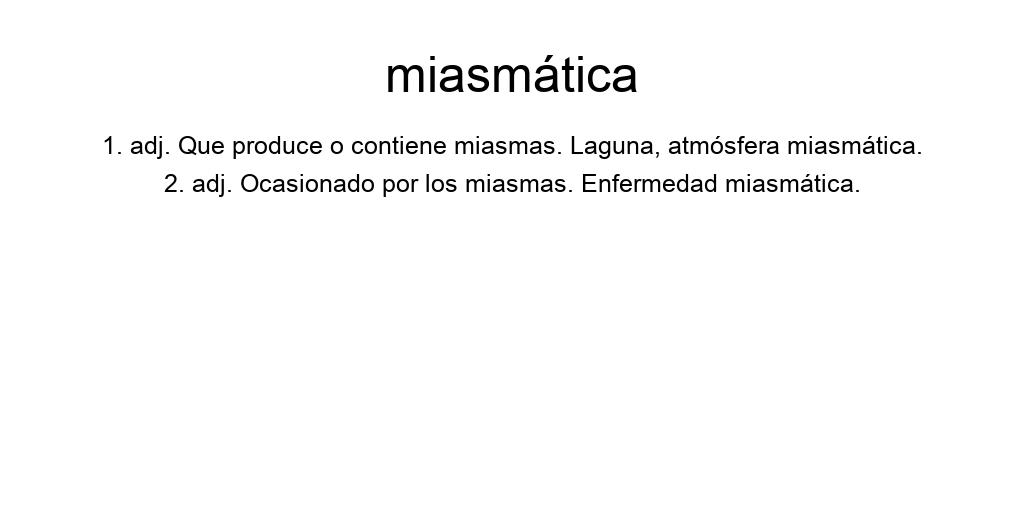 miasmática
1. adj. Que produce o contiene miasmas. Laguna, atmósfera miasmática.
2. adj. Ocasionado por los miasmas. Enfermedad miasmática.